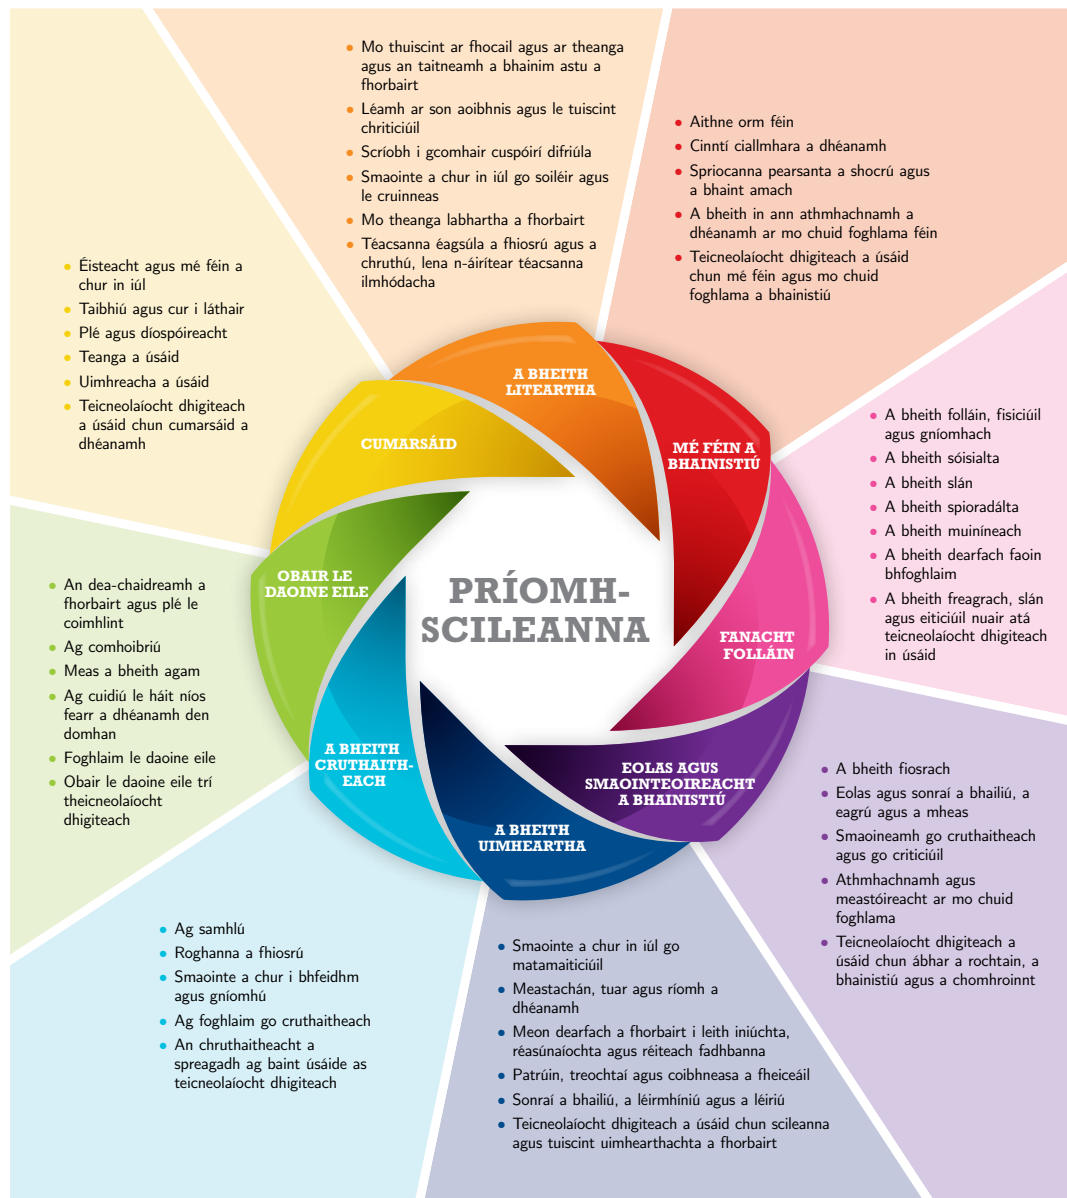 Mo thuiscint ar fhocail agus ar theanga
agus an taitneamh a bhainim astu a
fhorbairt
Léamh ar son aoibhnis agus le tuiscint
chriticiúil
Scríobh i gcomhair cuspóirí difriúla
Smaointe a chur in iúl go soiléir agus
le cruinneas
Mo theanga labhartha a fhorbairt
Téacsanna éagsúla a fhiosrú agus a
chruthú, lena n-áirítear téacsanna
ilmhódacha
Aithne orm féin
Cinntí ciallmhara a dhéanamh
Spriocanna pearsanta a shocrú agus
a bhaint amach
A bheith in ann athmhachnamh a
dhéanamh ar mo chuid foghlama féin
Teicneolaíocht dhigiteach a úsáid
chun mé féin agus mo chuid
foghlama a bhainistiú
Éisteacht agus mé féin a
chur in iúl
Taibhiú agus cur i láthair
Plé agus díospóireacht
Teanga a úsáid
Uimhreacha a úsáid
Teicneolaíocht dhigiteach
a úsáid chun cumarsáid a
dhéanamh
A BHEITH
LITEARTHA
CUMARSÁID
MÉ FÉIN A
BHAINISTIÚ
A bheith folláin, fisiciúil
agus gníomhach
A bheith sóisialta
A bheith slán
A bheith spioradálta
A bheith muiníneach
A bheith dearfach faoin
bhfoghlaim
A bheith freagrach, slán
agus eiticiúil nuair atá
teicneolaíocht dhigiteach
in úsáid
OBAIR LE
DAOINE EILE
PRÍOMH-
SCILEANNA
FANACHT
FOLLÁIN
An dea-chaidreamh a
fhorbairt agus plé le
coimhlint
Ag comhoibriú
Meas a bheith agam
Ag cuidiú le háit níos
fearr a dhéanamh den
domhan
Foghlaim le daoine eile
Obair le daoine eile trí
theicneolaíocht
dhigiteach
A BHEITH
CRUTHAITH-
EACH
EOLAS AGUS
SMAOINTEOIREACHT
A BHAINISTIÚ
A BHEITH
UIMHEARTHA
A bheith fiosrach
Eolas agus sonraí a bhailiú, a
eagrú agus a mheas
Smaoineamh go cruthaitheach
agus go criticiúil
Athmhachnamh agus
meastóireacht ar mo chuid
foghlama
Teicneolaíocht dhigiteach a
úsáid chun ábhar a rochtain, a
bhainistiú agus a chomhroinnt
Ag samhlú
Roghanna a fhiosrú
Smaointe a chur i bhfeidhm
agus gníomhú
Ag foghlaim go cruthaitheach
An chruthaitheacht a
spreagadh ag baint úsáide as
teicneolaíocht dhigiteach
Smaointe a chur in iúl go
matamaiticiúil
Meastachán, tuar agus ríomh a
dhéanamh
Meon dearfach a fhorbairt i leith iniúchta,
réasúnaíochta agus réiteach fadhbanna
Patrúin, treochtaí agus coibhneasa a fheiceáil
Sonraí a bhailiú, a léirmhíniú agus a léiriú
Teicneolaíocht dhigiteach a úsáid chun scileanna
agus tuiscint uimhearthachta a fhorbairt